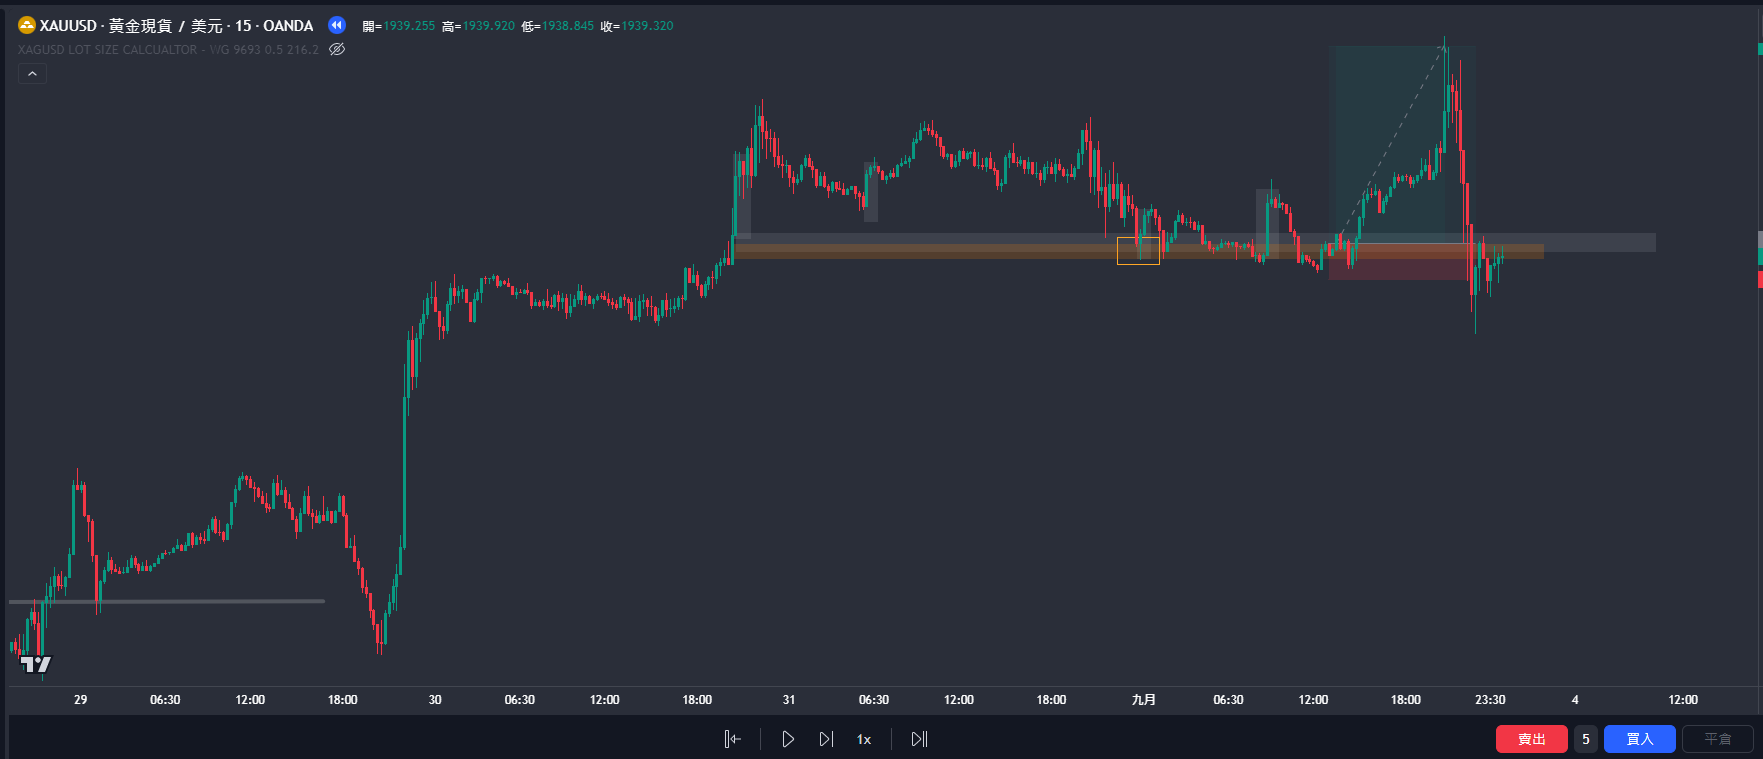 XAUUSD · 黃金現貨 / 美元 · 15 · OANDA 開=1939.255 高=1939.920 低=1938.845 收=1939.320
XAGUSD LOT SIZE CALCUALTOR - WG 9693 0.5 216.2
29 06:30 12:00 18:00 30 06:30 12:00 18:00 31 06:30 12:00 18:00 九月 06:30 12:00 18:00 23:30 4 12:00
1x 賣出 5 買入 平倉